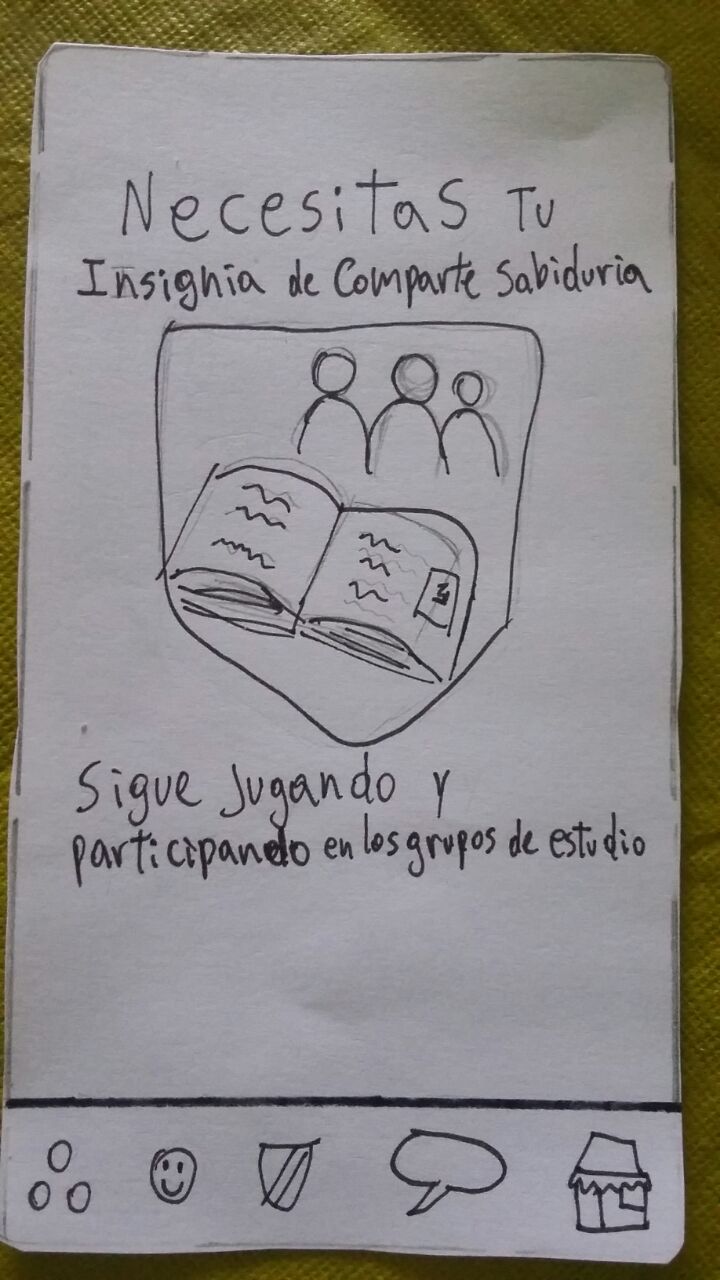 Necesitas Tu
Insignia de Comparte Sabiduria
Sigue Jugando y
participando en los grupos de estudio